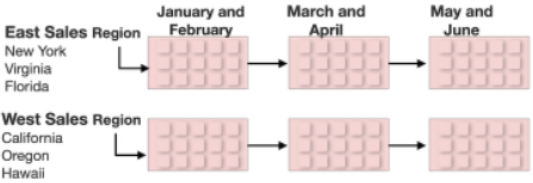 January and
February
March and
April
May and
June
East Sales Region
New York
Virginia
Florida
West Sales Region
California
Oregon
Hawaii